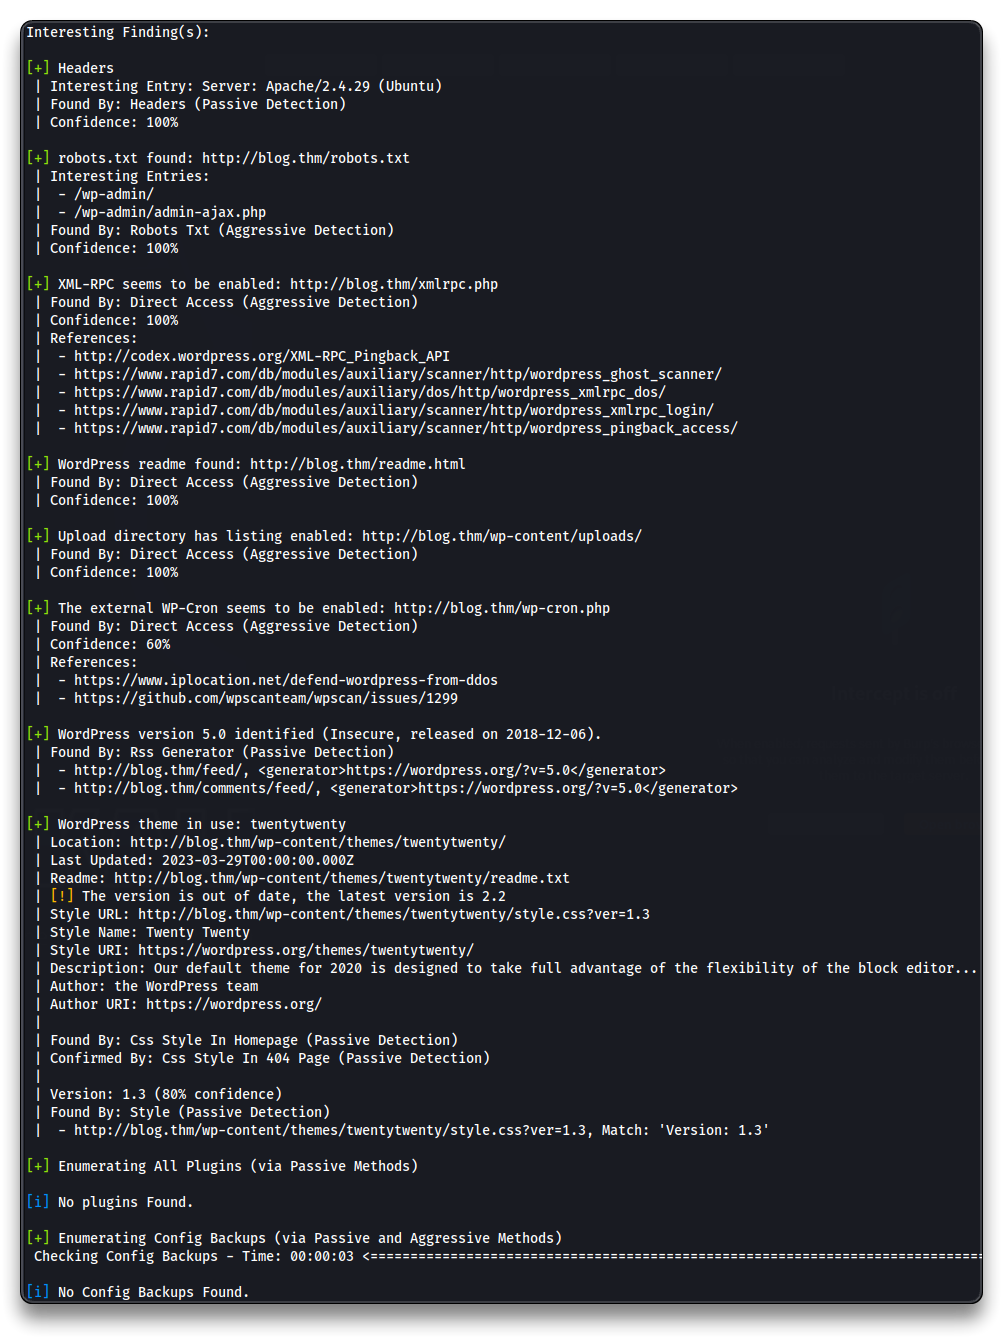 Interesting Finding(s):
[+] Headers
| Interesting Entry: Server: Apache/2.4.29 (Ubuntu)
| Found By: Headers (Passive Detection)
| Confidence: 100%
[+] robots.txt found: http://blog.thm/robots.txt
| Interesting Entries:
|  - /wp-admin/
|  - /wp-admin/admin-ajax.php
| Found By: Robots Txt (Aggressive Detection)
| Confidence: 100%
[+] XML-RPC seems to be enabled: http://blog.thm/xmlrpc.php
| Found By: Direct Access (Aggressive Detection)
| Confidence: 100%
| References:
|  - http://codex.wordpress.org/XML-RPC_Pingback_API
|  - https://www.rapid7.com/db/modules/auxiliary/scanner/http/wordpress_ghost_scanner/
|  - https://www.rapid7.com/db/modules/auxiliary/dos/http/wordpress_xmlrpc_dos/
|  - https://www.rapid7.com/db/modules/auxiliary/scanner/http/wordpress_xmlrpc_login/
|  - https://www.rapid7.com/db/modules/auxiliary/scanner/http/wordpress_pingback_access/
[+] WordPress readme found: http://blog.thm/readme.html
| Found By: Direct Access (Aggressive Detection)
| Confidence: 100%
[+] Upload directory has listing enabled: http://blog.thm/wp-content/uploads/
| Found By: Direct Access (Aggressive Detection)
| Confidence: 100%
[+] The external WP-Cron seems to be enabled: http://blog.thm/wp-cron.php
| Found By: Direct Access (Aggressive Detection)
| Confidence: 60%
| References:
|  - https://www.iplocation.net/defend-wordpress-from-ddos
|  - https://github.com/wpscanteam/wpscan/issues/1299
[+] WordPress version 5.0 identified (Insecure, released on 2018-12-06).
| Found By: Rss Generator (Passive Detection)
|  - http://blog.thm/feed/, <generator>https://wordpress.org/?v=5.0</generator>
|  - http://blog.thm/comments/feed/, <generator>https://wordpress.org/?v=5.0</generator>
[+] WordPress theme in use: twentytwenty
| Location: http://blog.thm/wp-content/themes/twentytwenty/
| Last Updated: 2023-03-29T00:00:00.000Z
| Readme: http://blog.thm/wp-content/themes/twentytwenty/readme.txt
| [!] The version is out of date, the latest version is 2.2
| Style URL: http://blog.thm/wp-content/themes/twentytwenty/style.css?ver=1.3
| Style Name: Twenty Twenty
| Style URI: https://wordpress.org/themes/twentytwenty/
| Description: Our default theme for 2020 is designed to take full advantage of the flexibility of the block editor...
| Author: the WordPress team
| Author URI: https://wordpress.org/
|
| Found By: Css Style In Homepage (Passive Detection)
| Confirmed By: Css Style In 404 Page (Passive Detection)
|
| Version: 1.3 (80% confidence)
| Found By: Style (Passive Detection)
|  - http://blog.thm/wp-content/themes/twentytwenty/style.css?ver=1.3, Match: 'Version: 1.3'
[+] Enumerating All Plugins (via Passive Methods)
[i] No plugins Found.
[+] Enumerating Config Backups (via Passive and Aggressive Methods)
Checking Config Backups - Time: 00:00:03 <=============================================================================
[i] No Config Backups Found.